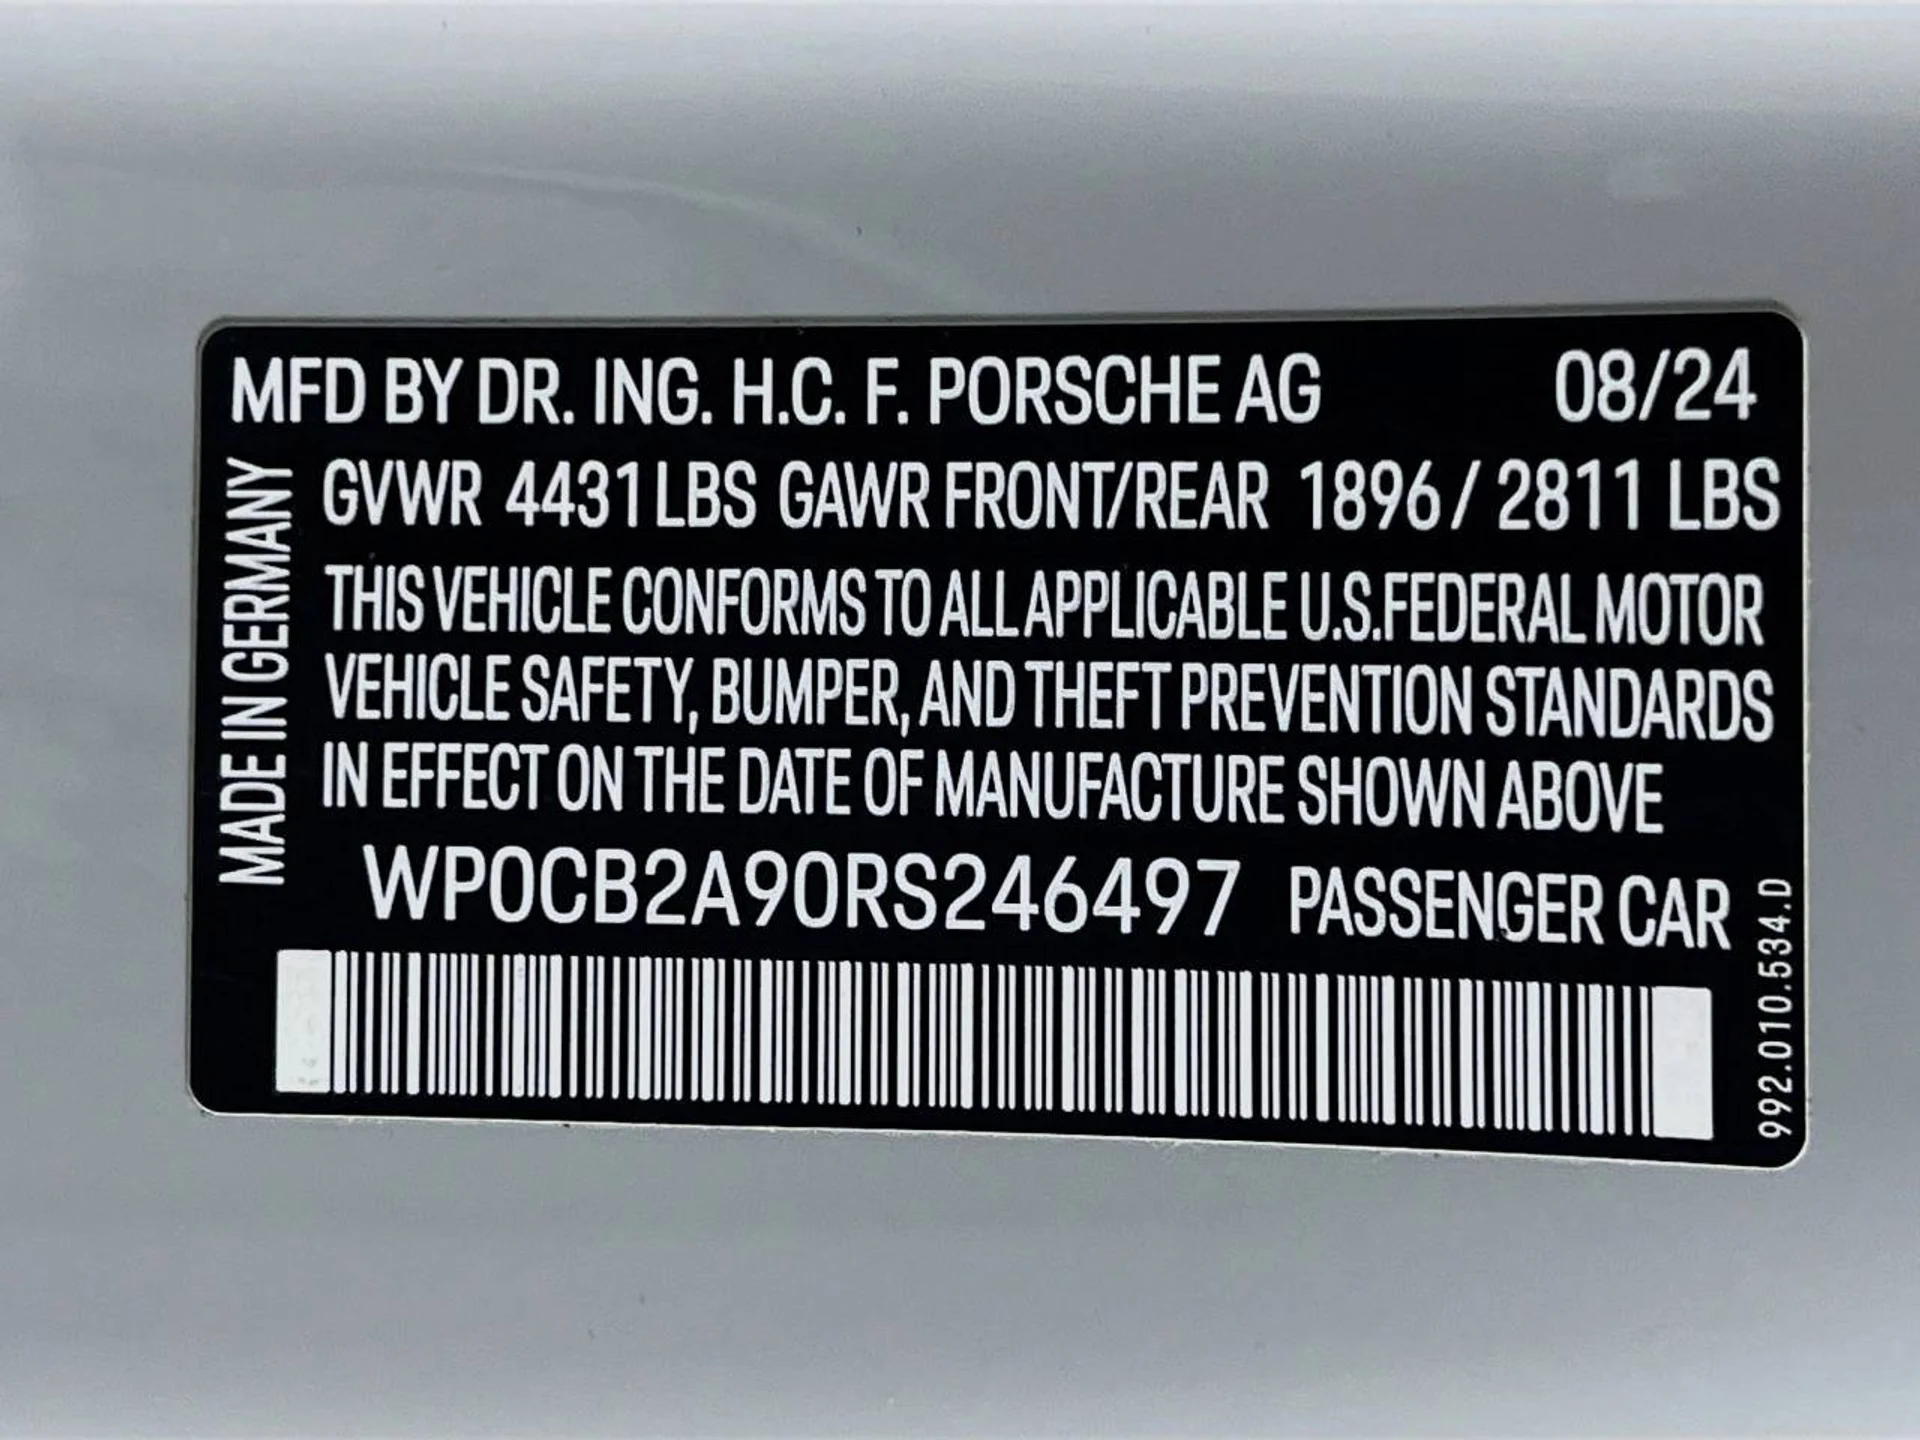 MFD BY DR. ING. H.C. F. PORSCHE AG 08/24
GVWR 4431 LBS GAWR FRONT/REAR 1896 / 2811 LBS
THIS VEHICLE CONFORMS TO ALL APPLICABLE U.S.FEDERAL MOTOR
VEHICLE SAFETY, BUMPER, AND THEFT PREVENTION STANDARDS
IN EFFECT ON THE DATE OF MANUFACTURE SHOWN ABOVE
WP0CB2A90RS246497 PASSENGER CAR
MADE IN GERMANY
992.010.534.D